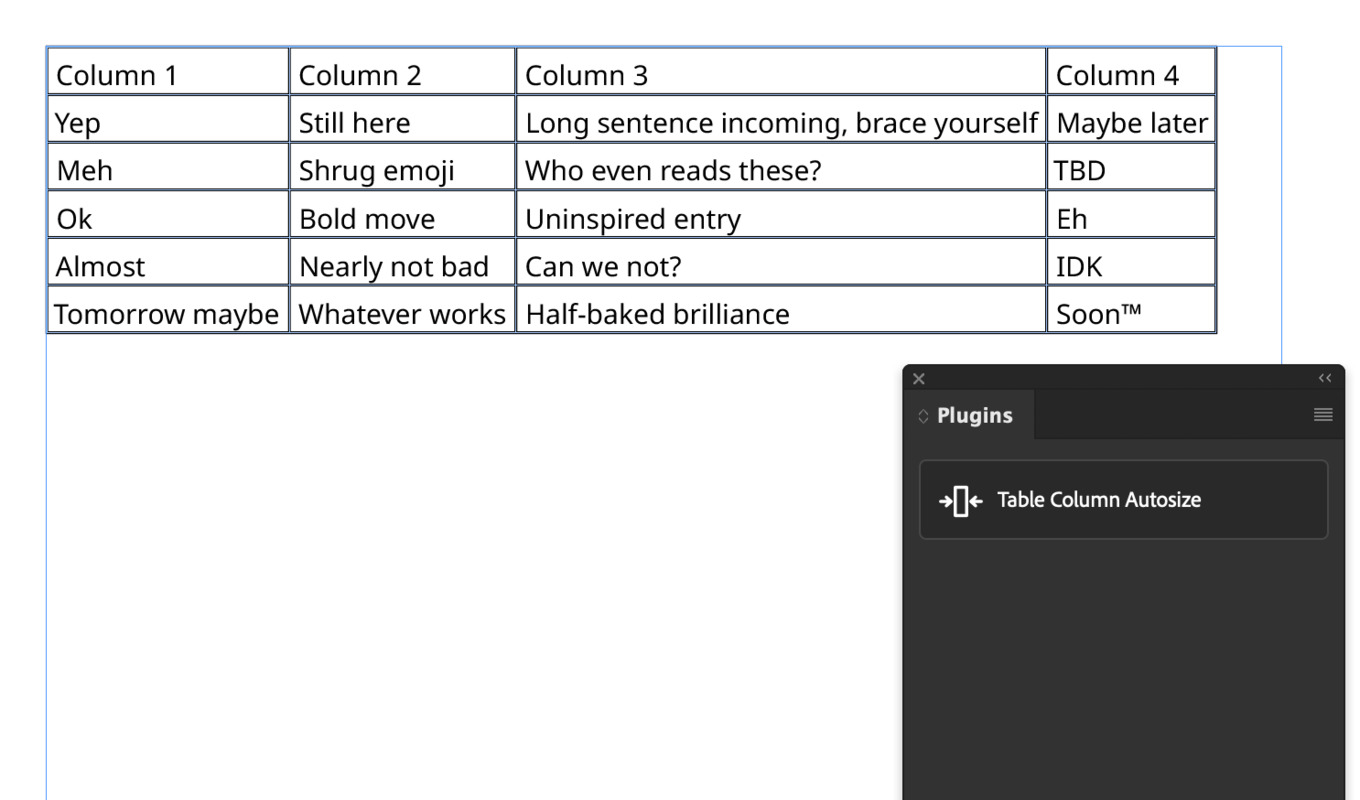 Column 1 Column 2 Column 3 Column 4
Yep Still here Long sentence incoming, brace yourself Maybe later
Meh Shrug emoji Who even reads these? TBD
Ok Bold move Uninspired entry Eh
Almost Nearly not bad Can we not? IDK
Tomorrow maybe Whatever works Half-baked brilliance Soon™
Plugins
Table Column Autosize